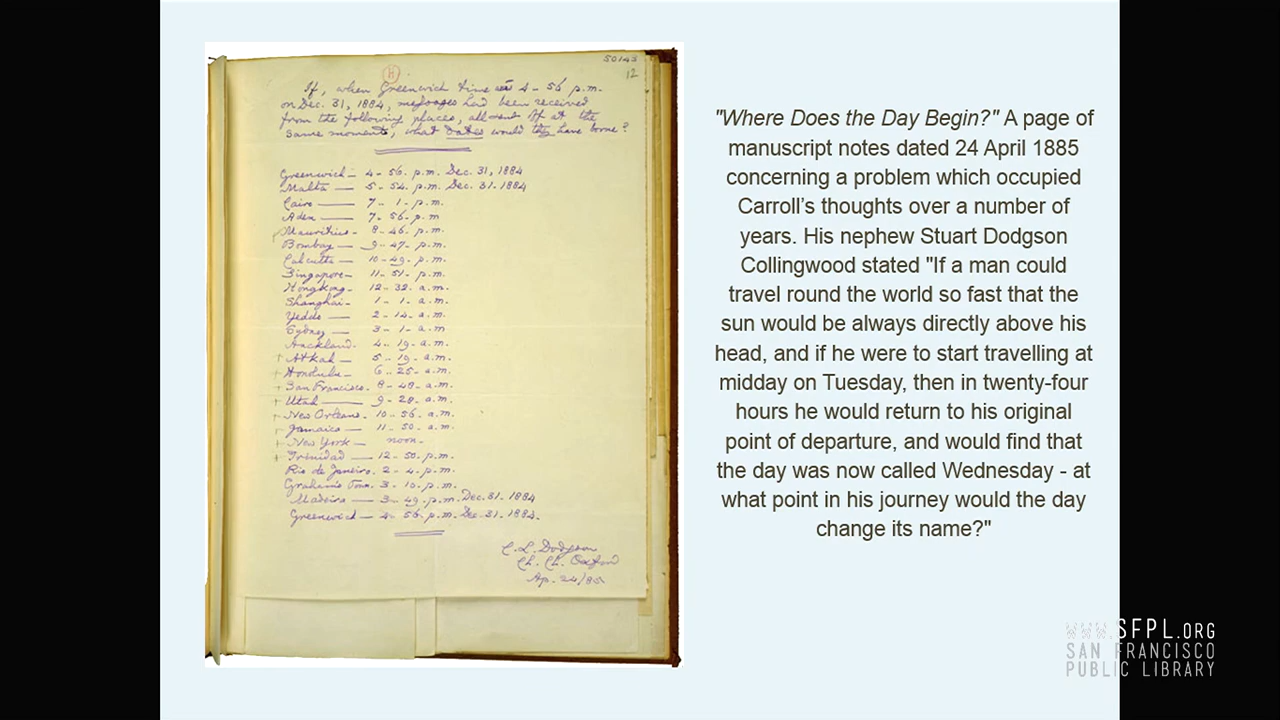 50143
12
H
If, when Greenwich time is 4-56 p.m.
on Dec. 31, 1884, messages had been received
from the following places, all sent off at the
same moment, what dates would they have borne?
Greenwich - 4-56. p.m. Dec. 31, 1884
Malta — 5-54. p.m. Dec. 31. 1884
Cairo — 7-1-p.m.
Aden — 7-56-p.m
Mauritius - 8-46. p.m.
Bombay — 9-47-p.m.
Calcutta — 10-49-p.m.
Singapore — 11-51-p.m.
Hong Kong - 12-32. a.m.
Shanghai - 1-1-a.m.
Yeddo — 2-14-a.m.
Sydney — 3-1-a.m
Auckland. 4-19-a.m.
Atkah — 5-19-a.m.
Honolulu - 6-25-a.m.
San Francisco. 8-48-a.m.
Utah — 9-28-a.m.
New Orleans. 10-56-a.m.
Jamaica — 11-50-a.m.
New York - noon-
Trinidad — 12-50. p.m.
Rio de Janeiro. 2-4. p.m.
Graham's Town. 3-10. p.m.
Madeira — 3-49. p.m. Dec. 31. 1884
Greenwich — 4-56. p.m. Dec. 31. 1884.
C. L. Dodgson
Ch. Ch. Oxford
Ap. 24/85
"Where Does the Day Begin?" A page of
manuscript notes dated 24 April 1885
concerning a problem which occupied
Carroll's thoughts over a number of
years. His nephew Stuart Dodgson
Collingwood stated "If a man could
travel round the world so fast that the
sun would be always directly above his
head, and if he were to start travelling at
midday on Tuesday, then in twenty-four
hours he would return to his original
point of departure, and would find that
the day was now called Wednesday - at
what point in his journey would the day
change its name?"
WWW.SFPL.ORG
SAN FRANCISCO
PUBLIC LIBRARY